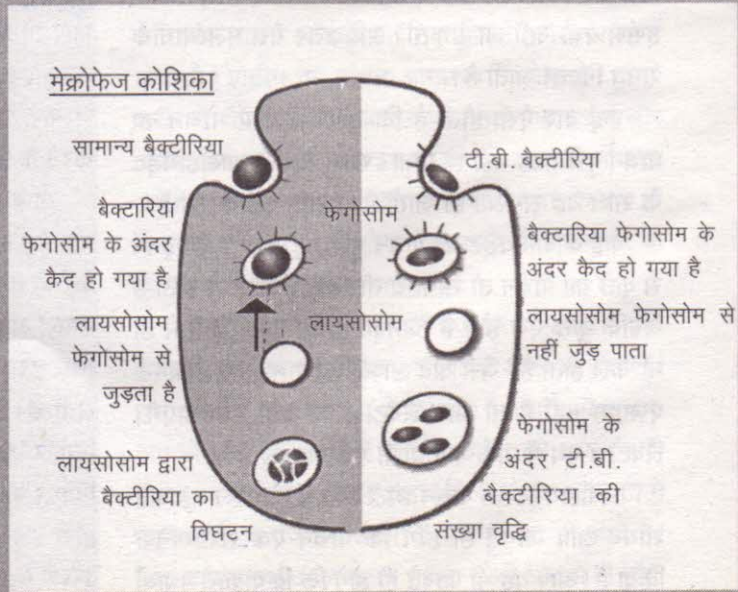 मेक्रोफेज कोशिका
सामान्य बैक्टीरिया
टी.बी. बैक्टीरिया
बैक्टारिया
फेगोसोम के अंदर
कैद हो गया है
फेगोसोम
बैक्टारिया फेगोसोम के
अंदर कैद हो गया है
लायसोसोम
फेगोसोम से
जुड़ता है
लायसोसोम
लायसोसोम फेगोसोम से
नहीं जुड़ पाता
लायसोसोम द्वारा
बैक्टीरिया का
विघटन
फेगोसोम के
अंदर टी.बी.
बैक्टीरिया की
संख्या वृद्धि